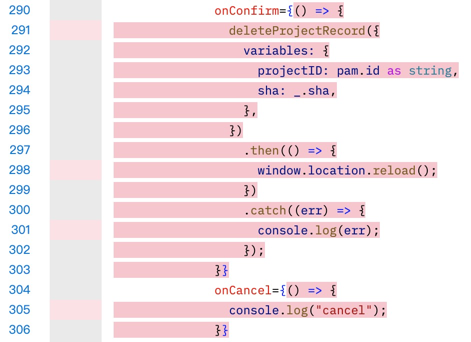 290 onConfirm={() => {
291 deleteProjectRecord({
292 variables: {
293 projectID: pam.id as string,
294 sha: _.sha,
295 },
296 })
297 .then(() => {
298 window.location.reload();
299 })
300 .catch((err) => {
301 console.log(err);
302 });
303 }}
304 onCancel={() => {
305 console.log("cancel");
306 }}